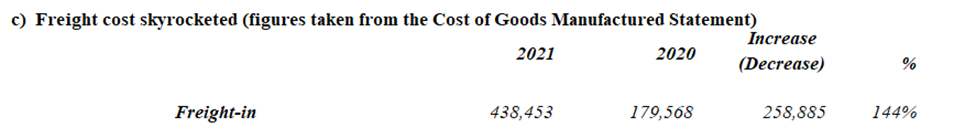 c) Freight cost skyrocketed (figures taken from the Cost of Goods Manufactured Statement)
2021 2020 Increase (Decrease) %
Freight-in 438,453 179,568 258,885 144%